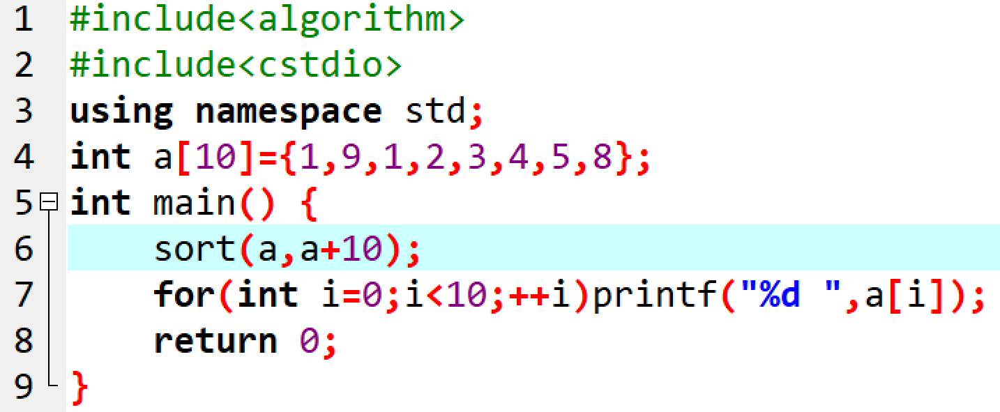 1 #include<algorithm>
2 #include<cstdio>
3 using namespace std;
4 int a[10]={1,9,1,2,3,4,5,8};
5 int main() {
6 sort(a,a+10);
7 for(int i=0;i<10;++i)printf("%d ",a[i]);
8 return 0;
9 }